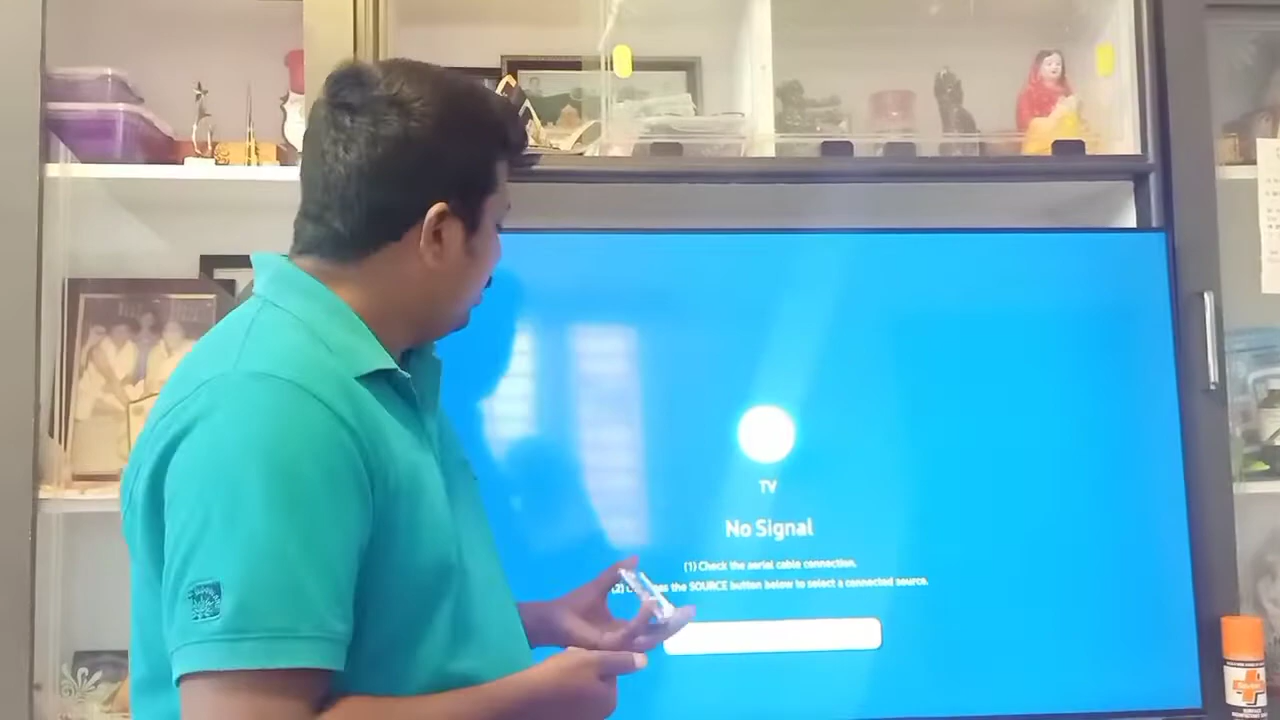 TV
No Signal
(1) Check the aerial cable connection.
the SOURCE button below to select a connected source.